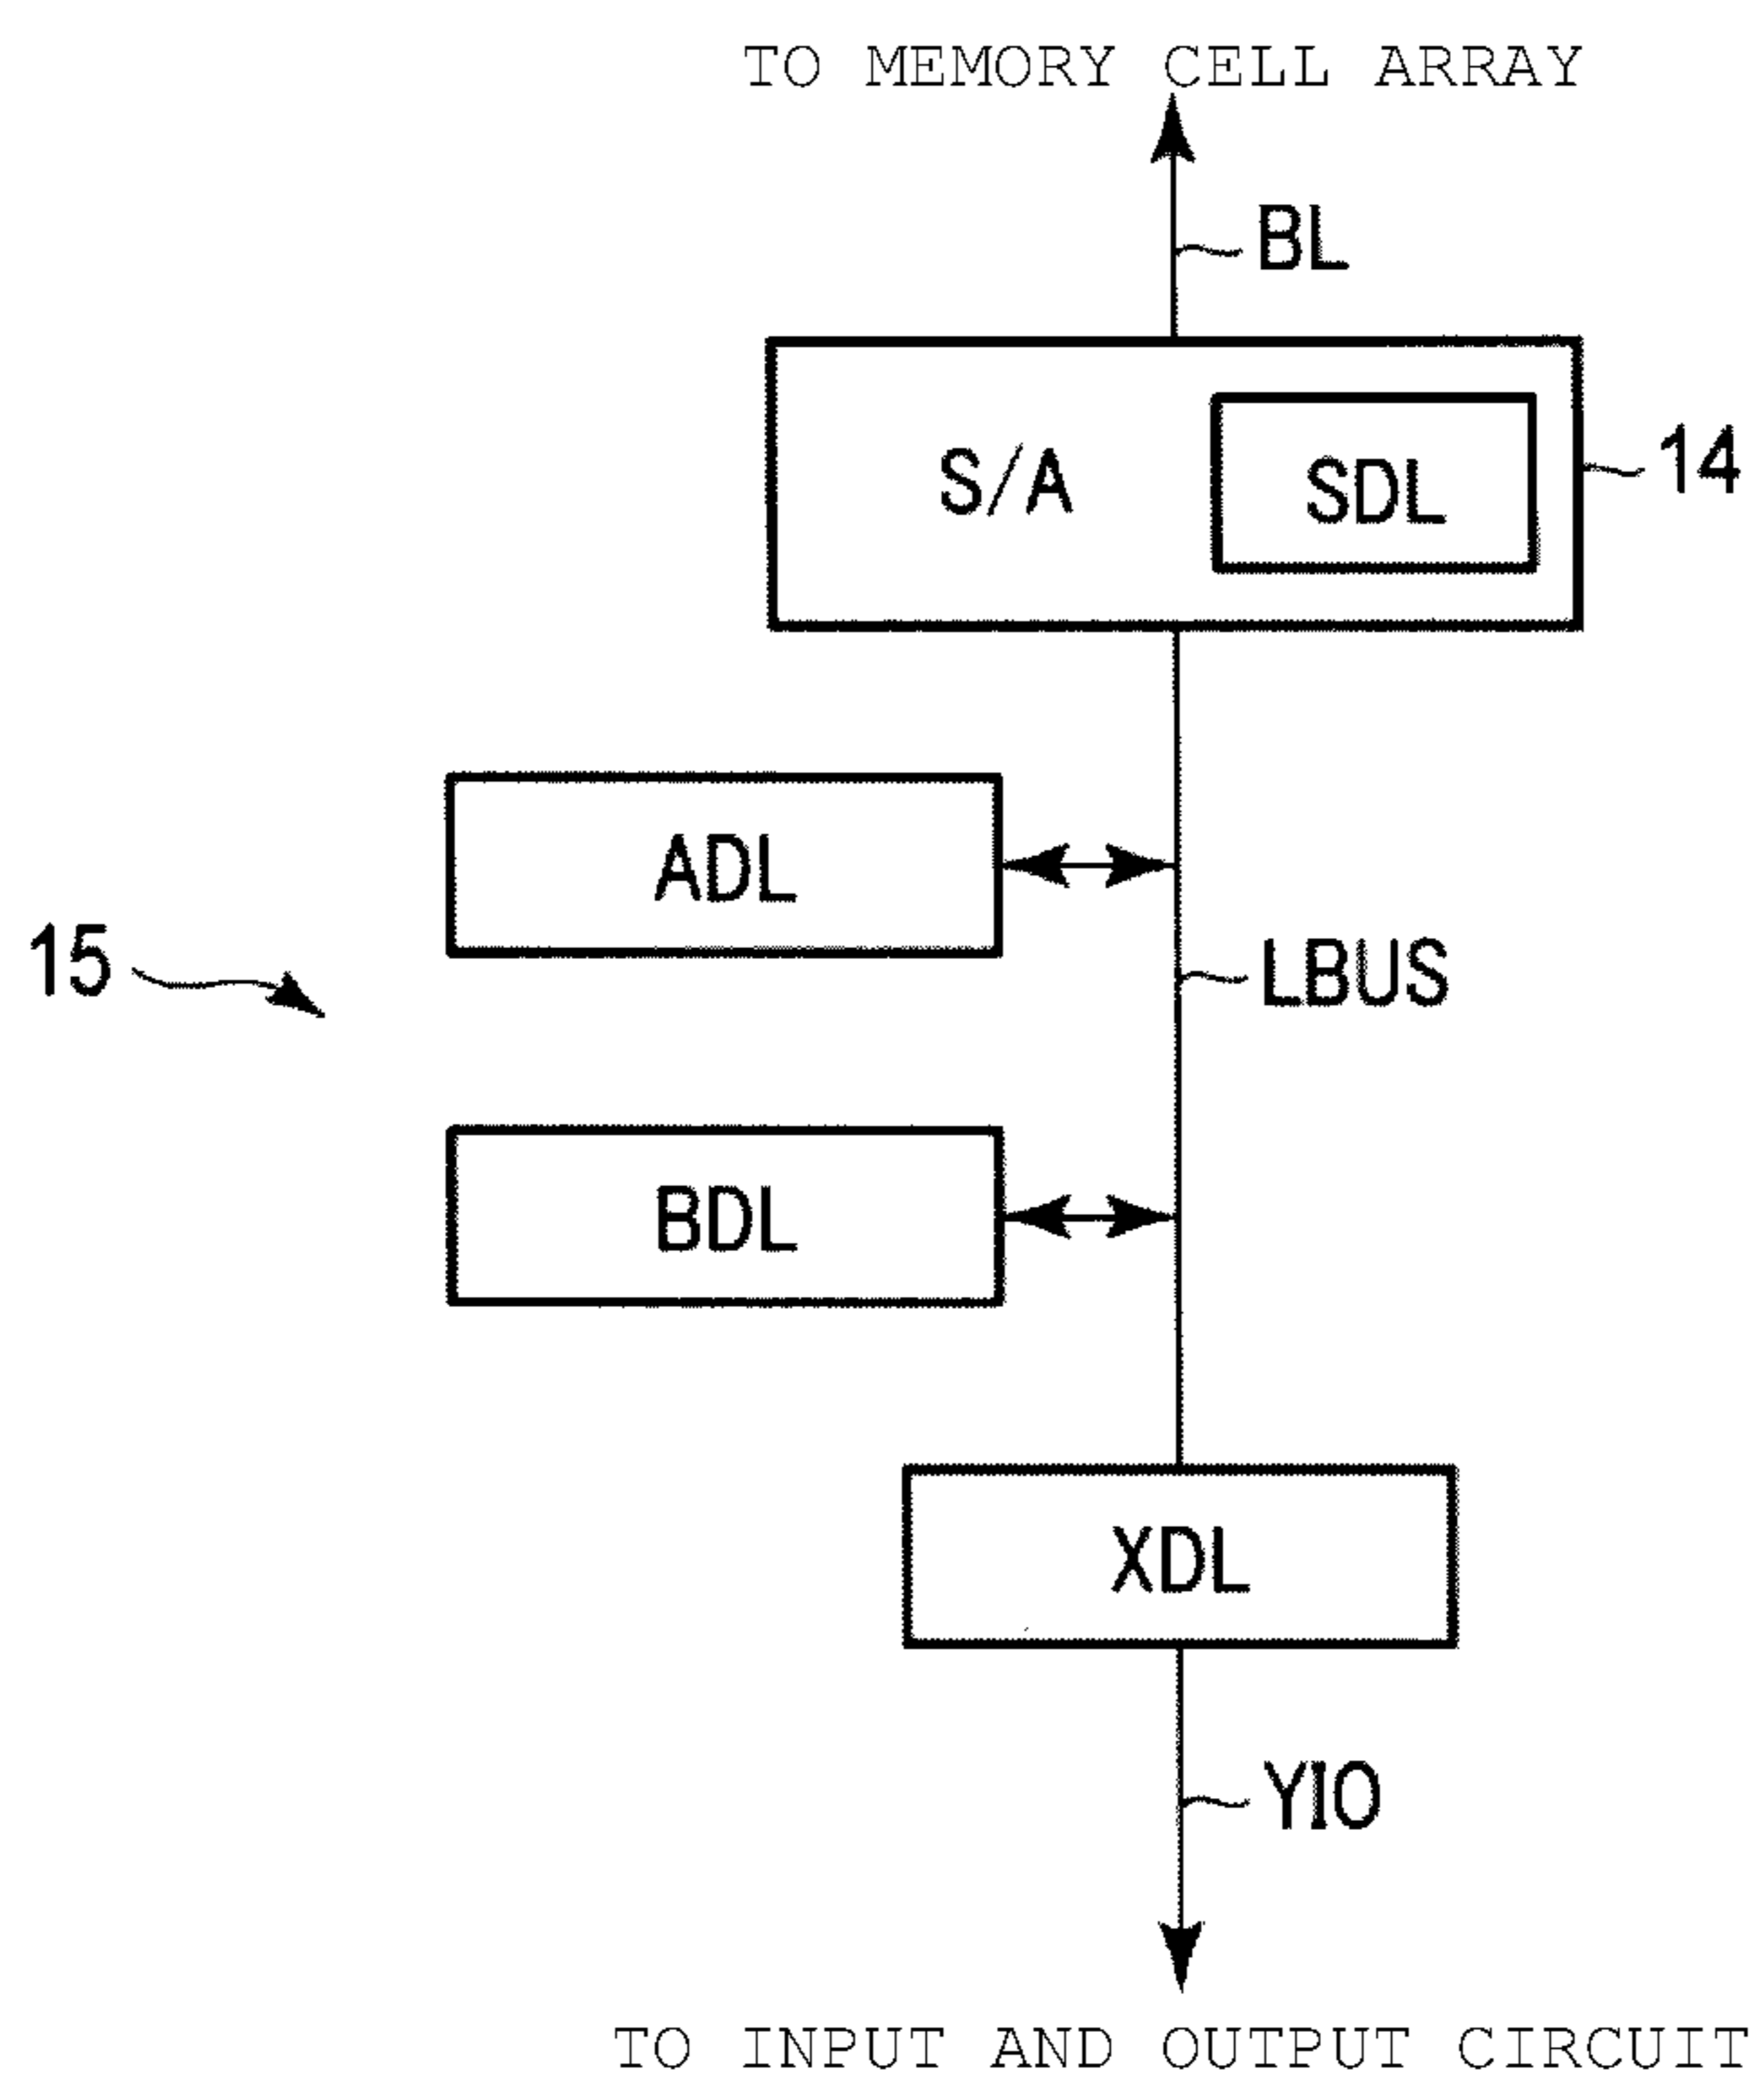 TO MEMORY CELL ARRAY
BL
S/A
SDL
14
ADL
15
LBUS
BDL
XDL
YIO
TO INPUT AND OUTPUT CIRCUIT